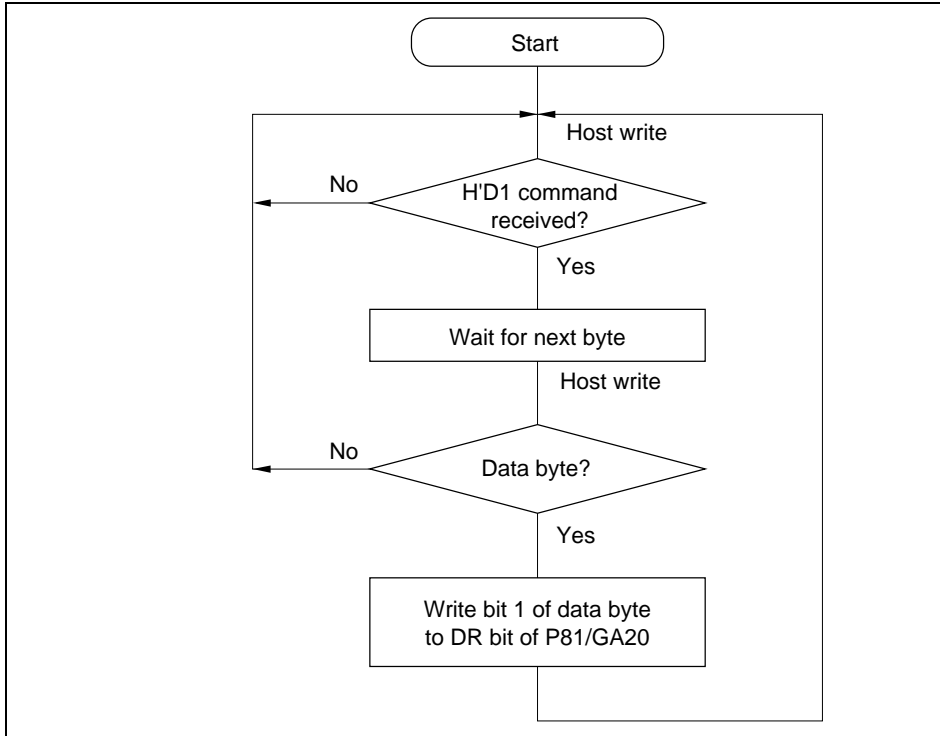 Start
Host write
No
H'D1 command
received?
Yes
Wait for next byte
Host write
No
Data byte?
Yes
Write bit 1 of data byte
to DR bit of P81/GA20